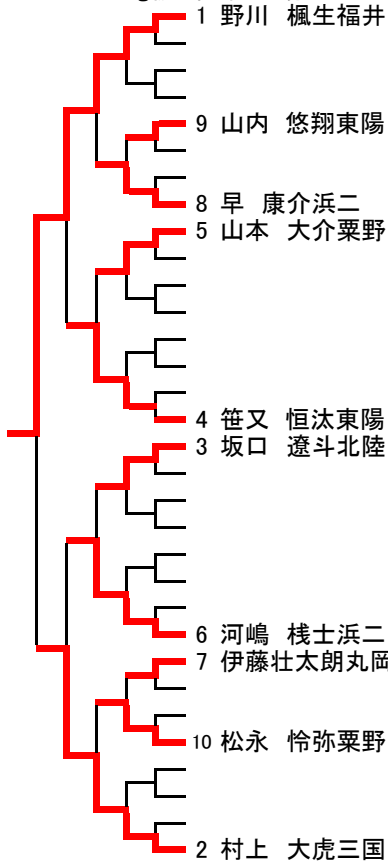 1 野川 楓生福井
9 山内 悠翔東陽
8 早 康介浜二
5 山本 大介粟野
4 笹又 恒汰東陽
3 坂口 遼斗北陸
6 河嶋 桟士浜二
7 伊藤壮太朗丸岡
10 松永 怜弥粟野
2 村上 大虎三国